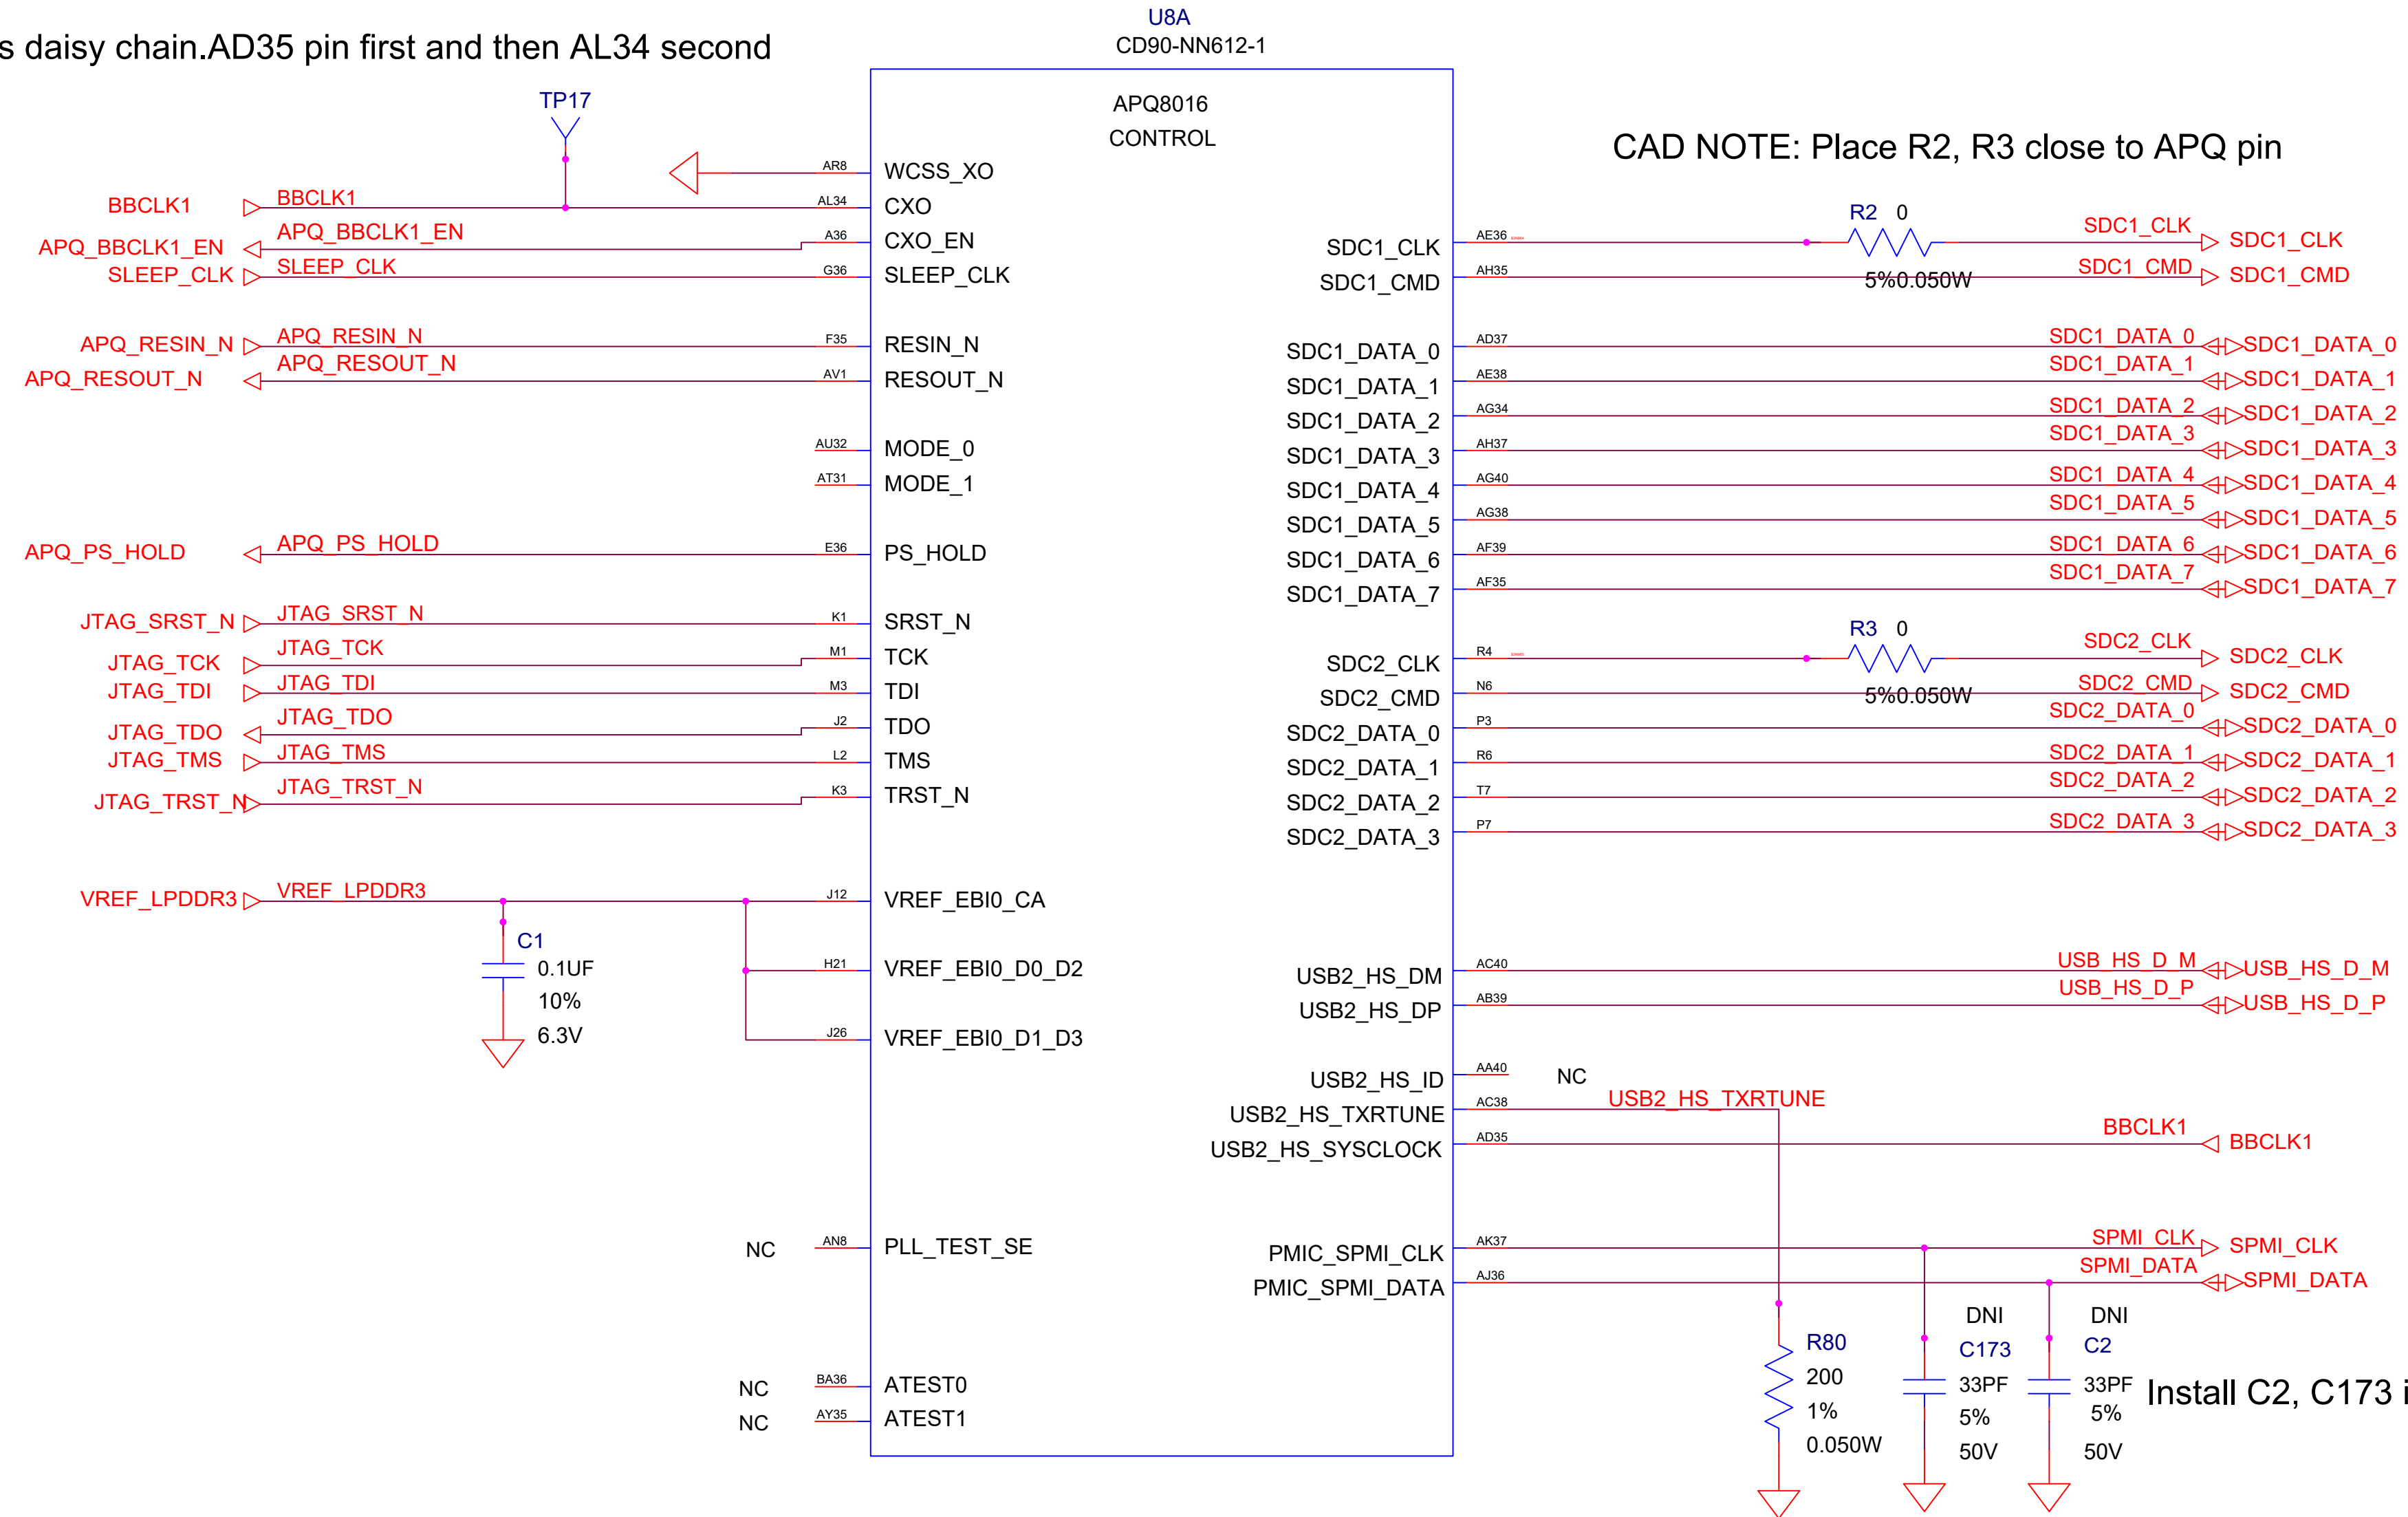 U8A
CD90-NN612-1
s daisy chain.AD35 pin first and then AL34 second
TP17
APQ8016
CONTROL
CAD NOTE: Place R2, R3 close to APQ pin
AR8 WCSS_XO
BBCLK1 BBCLK1 AL34 CXO
APQ_BBCLK1_EN APQ_BBCLK1_EN A36 CXO_EN
SLEEP_CLK SLEEP_CLK G36 SLEEP_CLK
APQ_RESIN_N APQ_RESIN_N F35 RESIN_N
APQ_RESOUT_N APQ_RESOUT_N AV1 RESOUT_N
AU32 MODE_0
AT31 MODE_1
APQ_PS_HOLD APQ_PS_HOLD E36 PS_HOLD
JTAG_SRST_N JTAG_SRST_N K1 SRST_N
JTAG_TCK JTAG_TCK M1 TCK
JTAG_TDI JTAG_TDI M3 TDI
JTAG_TDO JTAG_TDO J2 TDO
JTAG_TMS JTAG_TMS L2 TMS
JTAG_TRST_N JTAG_TRST_N K3 TRST_N
VREF_LPDDR3 VREF_LPDDR3 J12 VREF_EBI0_CA
C1
0.1UF
10%
6.3V
H21 VREF_EBI0_D0_D2
J26 VREF_EBI0_D1_D3
NC AN8 PLL_TEST_SE
NC BA36 ATEST0
NC AY35 ATEST1
R2 0
SDC1_CLK AE36 SDC1_CLK SDC1_CLK
SDC1_CMD AH35 5%0.050W SDC1_CMD SDC1_CMD
SDC1_DATA_0 AD37 SDC1_DATA_0 SDC1_DATA_0
SDC1_DATA_1 AE38 SDC1_DATA_1 SDC1_DATA_1
SDC1_DATA_2 AG34 SDC1_DATA_2 SDC1_DATA_2
SDC1_DATA_3 AH37 SDC1_DATA_3 SDC1_DATA_3
SDC1_DATA_4 AG40 SDC1_DATA_4 SDC1_DATA_4
SDC1_DATA_5 AG38 SDC1_DATA_5 SDC1_DATA_5
SDC1_DATA_6 AF39 SDC1_DATA_6 SDC1_DATA_6
SDC1_DATA_7 AF35 SDC1_DATA_7 SDC1_DATA_7
R3 0
SDC2_CLK R4 SDC2_CLK SDC2_CLK
SDC2_CMD N6 5%0.050W SDC2_CMD SDC2_CMD
SDC2_DATA_0 P3 SDC2_DATA_0 SDC2_DATA_0
SDC2_DATA_1 R6 SDC2_DATA_1 SDC2_DATA_1
SDC2_DATA_2 T7 SDC2_DATA_2 SDC2_DATA_2
SDC2_DATA_3 P7 SDC2_DATA_3 SDC2_DATA_3
USB2_HS_DM AC40 USB_HS_D_M USB_HS_D_M
USB2_HS_DP AB39 USB_HS_D_P USB_HS_D_P
USB2_HS_ID AA40 NC
USB2_HS_TXRTUNE AC38 USB2_HS_TXRTUNE
USB2_HS_SYSCLOCK AD35 BBCLK1 BBCLK1
PMIC_SPMI_CLK AK37 SPMI_CLK SPMI_CLK
PMIC_SPMI_DATA AJ36 SPMI_DATA SPMI_DATA
R80
200
1%
0.050W
DNI
C173
33PF
5%
50V
DNI
C2
33PF
5%
50V
Install C2, C173 i